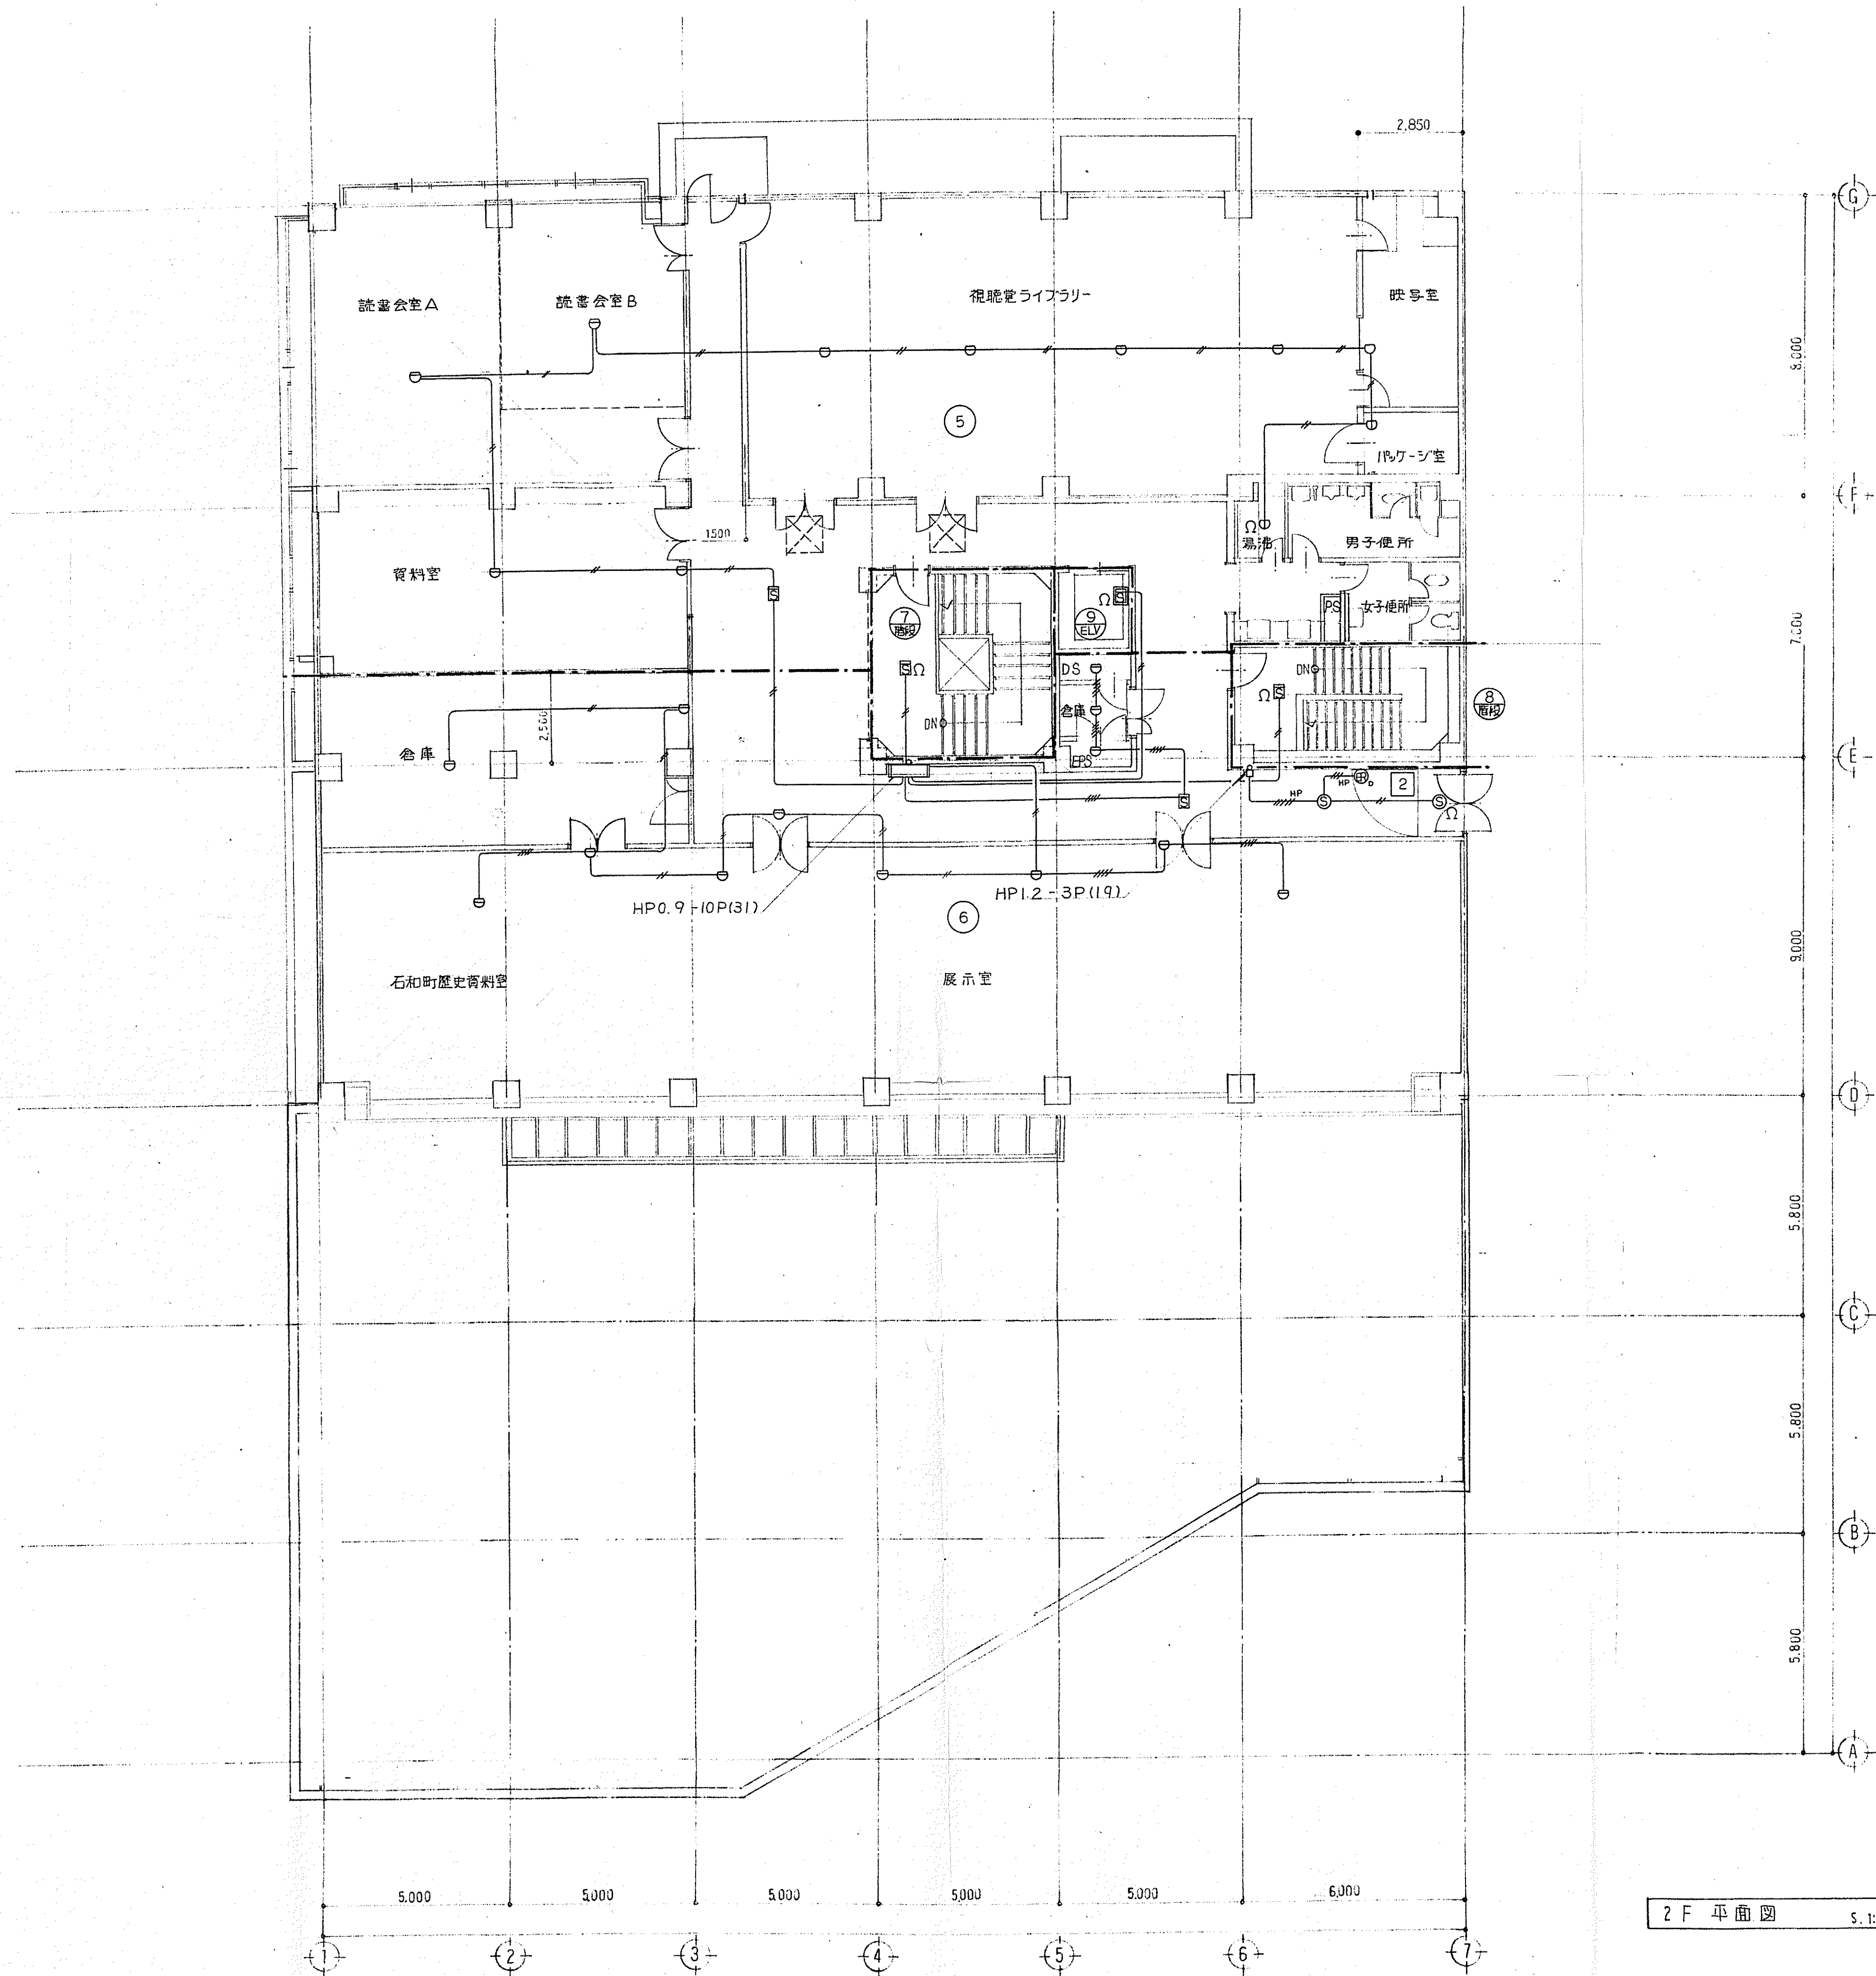 2,850
G
読書会室A
読書会室B
視聴覚ライブラリー
映写室
8,000
5
パッケージ室
F
1500
Ω
湯沸
男子便所
資料室
7
階段
Ω
S
9
ELV
P.S
女子便所
7,000
S
Ω
DS
DN
Ω
S
8
階段
倉庫
2,500
DN
倉庫
EPS
E
HP
HP
D
2
S
S
S
Ω
HP0.9-10P(31)
HP1.2-3P(19)
6
9,000
石和町歴史資料室
展示室
D
5,800
C
5,800
B
5,800
A
5,000
5,000
5,000
5,000
5,000
6,000
2F 平面図
S.1:
1
2
3
4
5
6
7